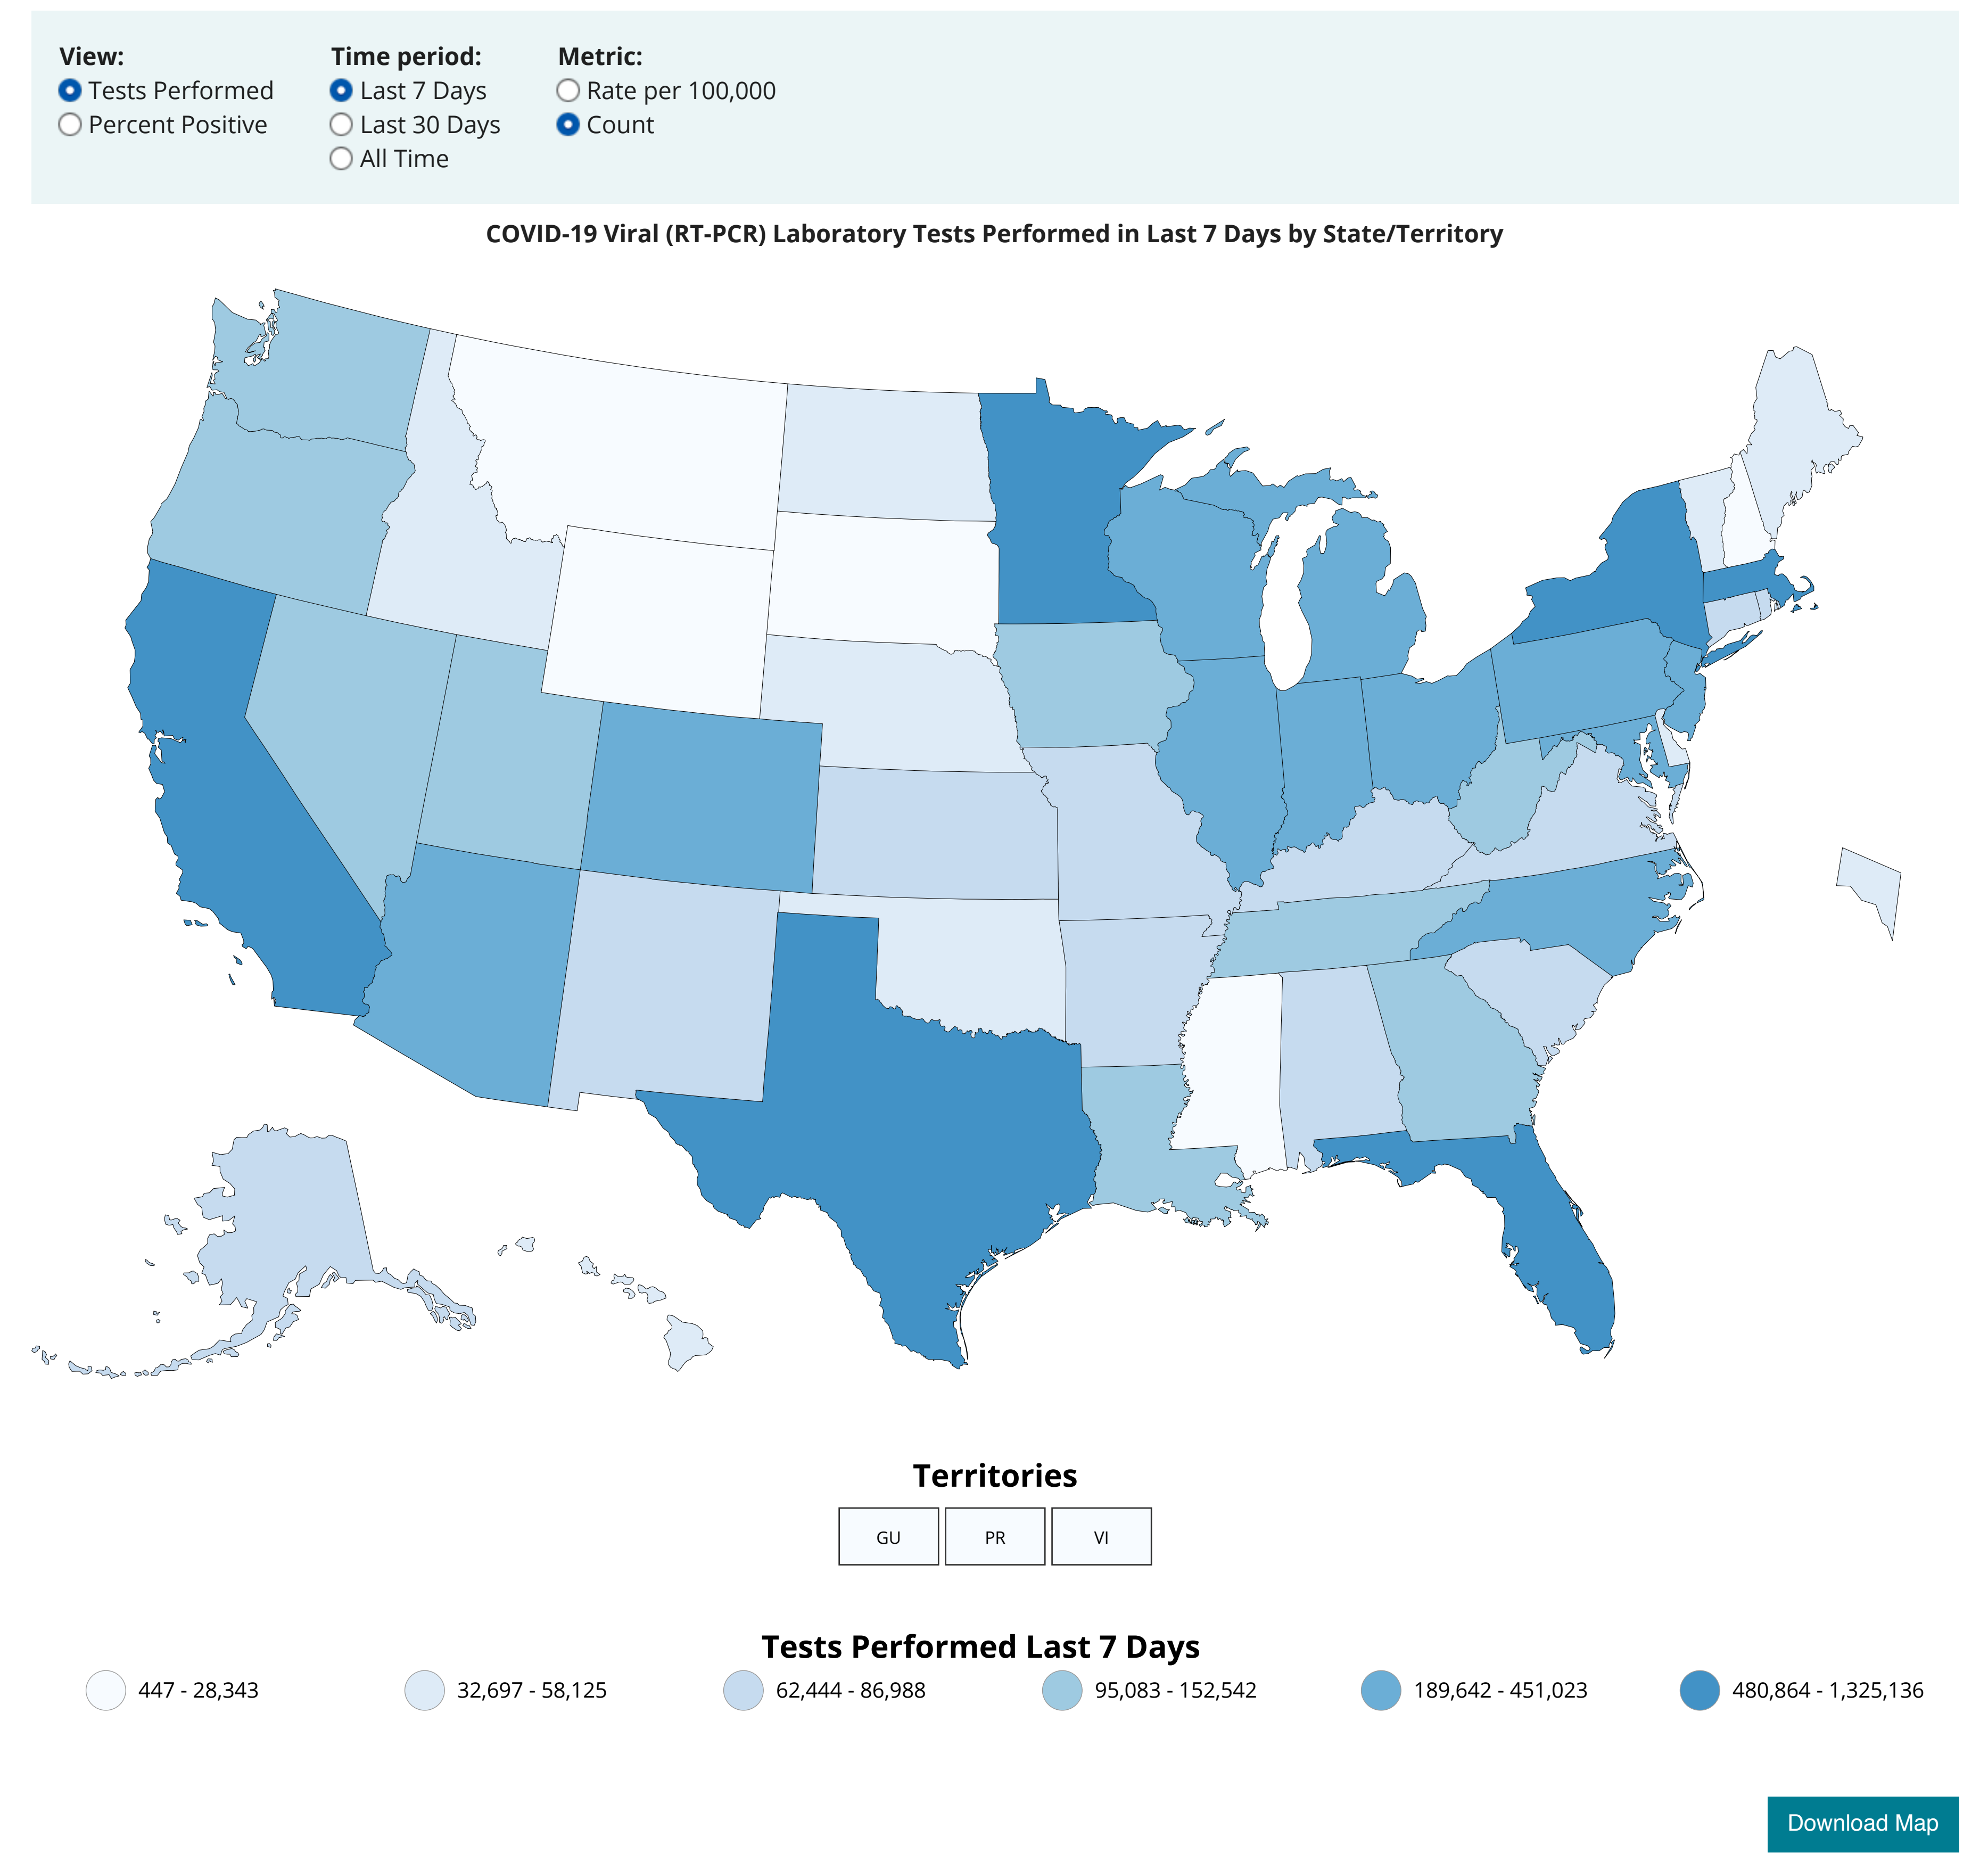 View:
Tests Performed
Percent Positive
Time period:
Last 7 Days
Last 30 Days
All Time
Metric:
Rate per 100,000
Count
COVID-19 Viral (RT-PCR) Laboratory Tests Performed in Last 7 Days by State/Territory
Territories
GU
PR
VI
Tests Performed Last 7 Days
447 - 28,343
32,697 - 58,125
62,444 - 86,988
95,083 - 152,542
189,642 - 451,023
480,864 - 1,325,136
Download Map